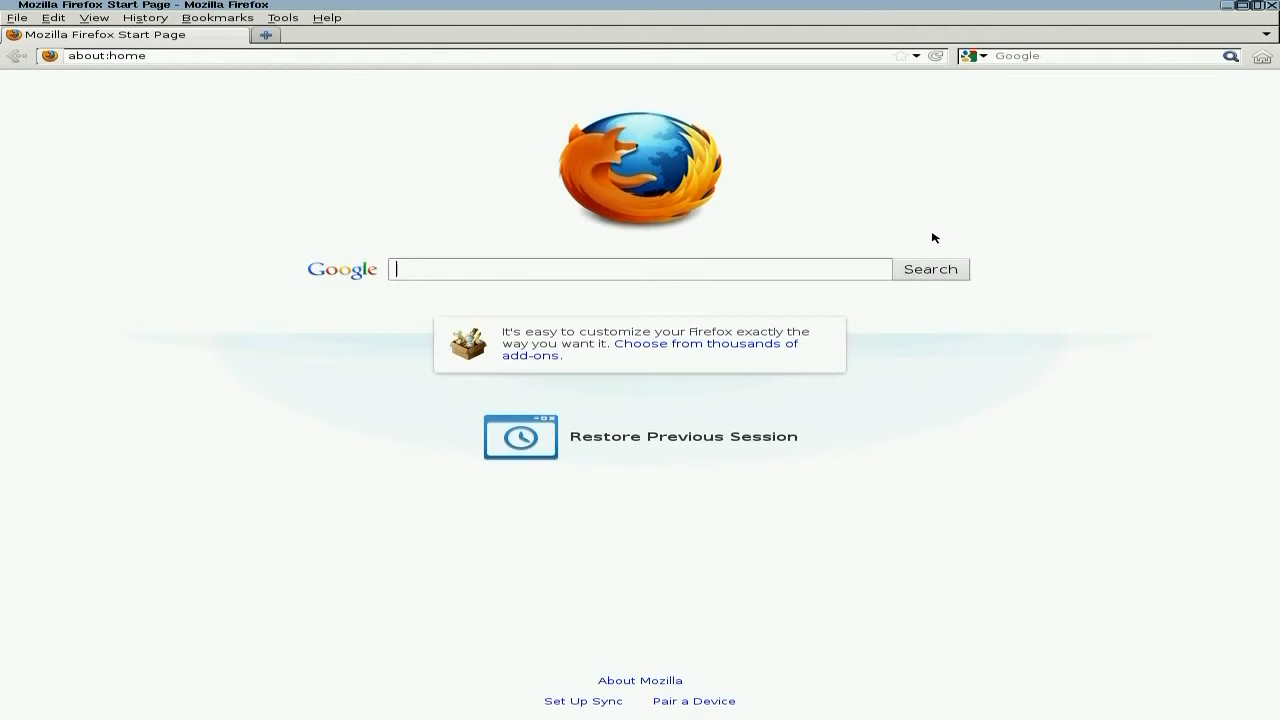 Mozilla Firefox Start Page - Mozilla Firefox
File Edit View History Bookmarks Tools Help
Mozilla Firefox Start Page
about:home Google
Google Search
It's easy to customize your Firefox exactly the
way you want it. Choose from thousands of
add-ons.
Restore Previous Session
About Mozilla
Set Up Sync Pair a Device